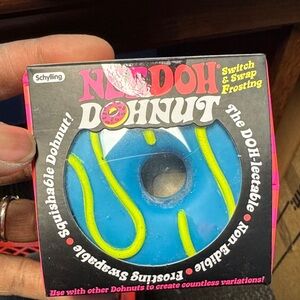 Schylling
NEEDOH
DOHNUT
Switch
& Swap
Frosting
Squishable Dohnut!
The DOH-lectable
Non-Edible
Frosting Swapable
Use with other Dohnuts to create countless variations!